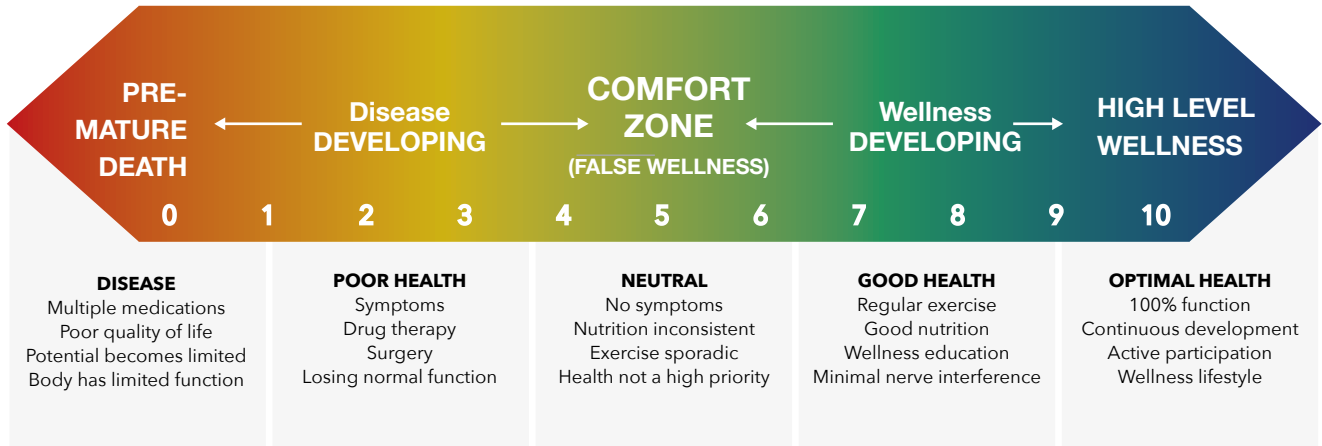 PRE-
MATURE
DEATH
Disease
DEVELOPING
COMFORT
ZONE
(FALSE WELLNESS)
Wellness
DEVELOPING
HIGH LEVEL
WELLNESS
0 1 2 3 4 5 6 7 8 9 10
DISEASE
Multiple medications
Poor quality of life
Potential becomes limited
Body has limited function
POOR HEALTH
Symptoms
Drug therapy
Surgery
Losing normal function
NEUTRAL
No symptoms
Nutrition inconsistent
Exercise sporadic
Health not a high priority
GOOD HEALTH
Regular exercise
Good nutrition
Wellness education
Minimal nerve interference
OPTIMAL HEALTH
100% function
Continuous development
Active participation
Wellness lifestyle